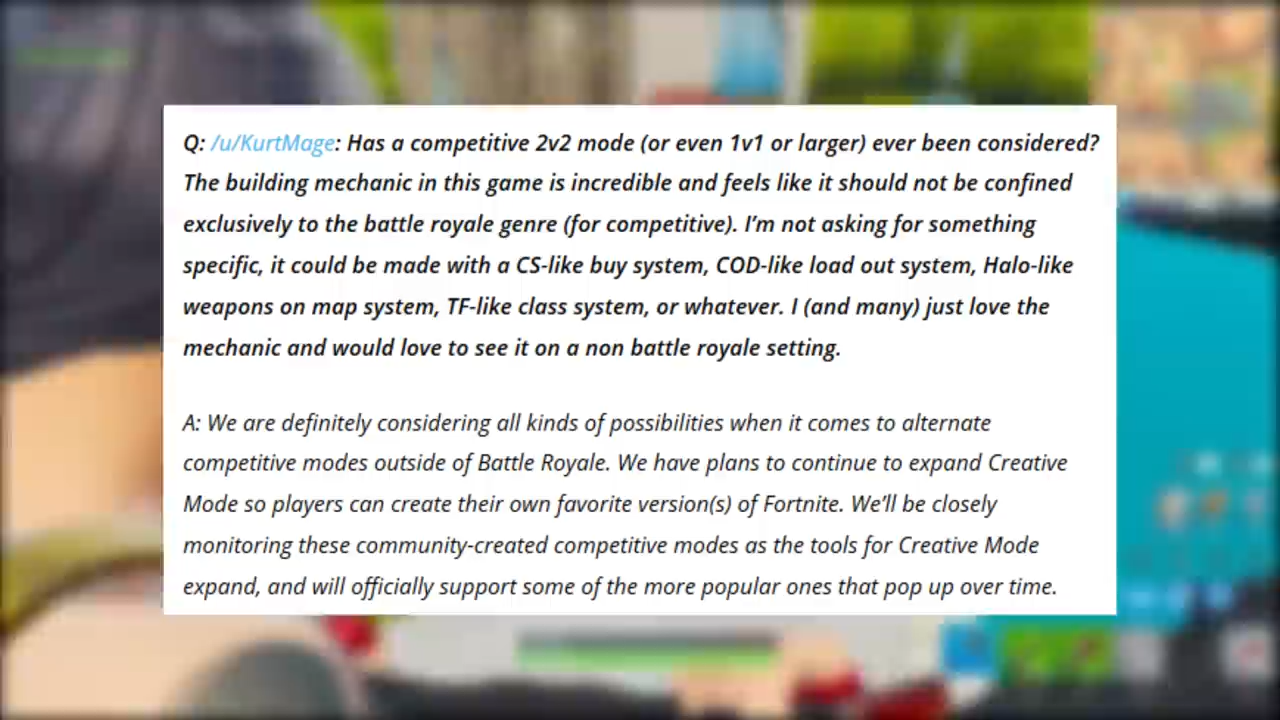 Q: /u/KurtMage: Has a competitive 2v2 mode (or even 1v1 or larger) ever been considered?
The building mechanic in this game is incredible and feels like it should not be confined
exclusively to the battle royale genre (for competitive). I’m not asking for something
specific, it could be made with a CS-like buy system, COD-like load out system, Halo-like
weapons on map system, TF-like class system, or whatever. I (and many) just love the
mechanic and would love to see it on a non battle royale setting.
A: We are definitely considering all kinds of possibilities when it comes to alternate
competitive modes outside of Battle Royale. We have plans to continue to expand Creative
Mode so players can create their own favorite version(s) of Fortnite. We’ll be closely
monitoring these community-created competitive modes as the tools for Creative Mode
expand, and will officially support some of the more popular ones that pop up over time.